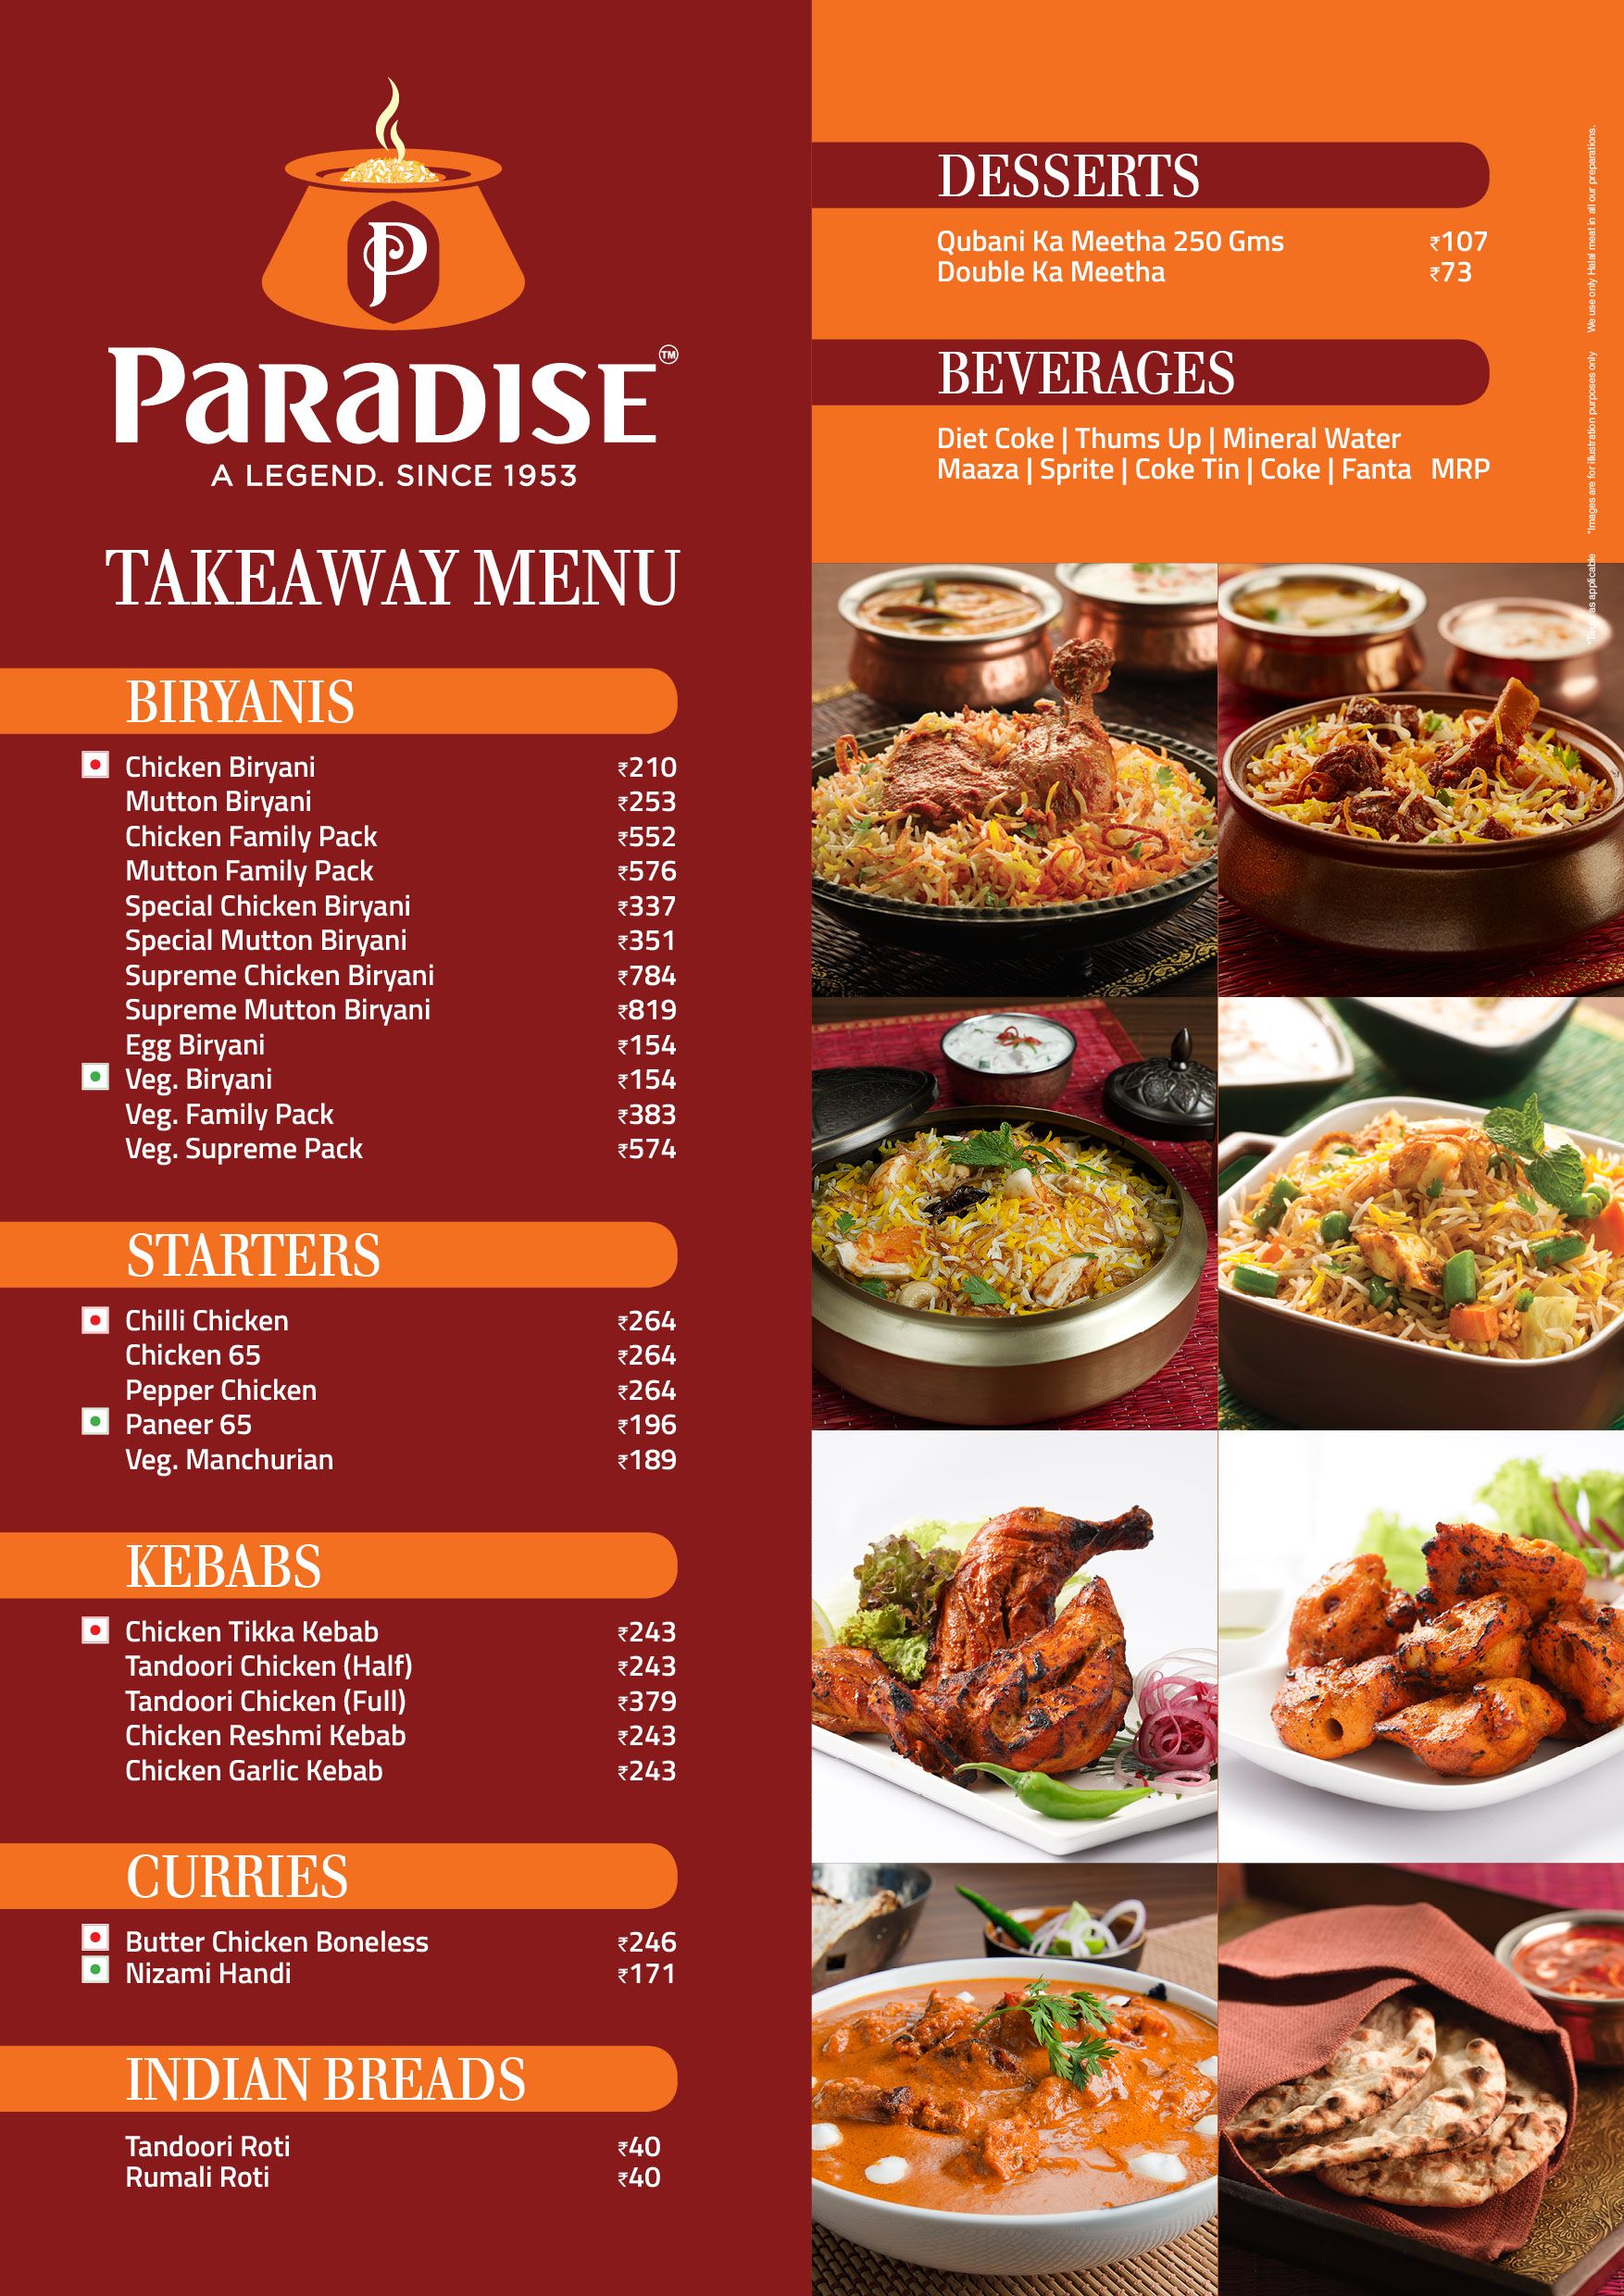 P
PARADISE TM
A LEGEND. SINCE 1953
TAKEAWAY MENU
BIRYANIS
Chicken Biryani ₹210
Mutton Biryani ₹253
Chicken Family Pack ₹552
Mutton Family Pack ₹576
Special Chicken Biryani ₹337
Special Mutton Biryani ₹351
Supreme Chicken Biryani ₹784
Supreme Mutton Biryani ₹819
Egg Biryani ₹154
Veg. Biryani ₹154
Veg. Family Pack ₹383
Veg. Supreme Pack ₹574
STARTERS
Chilli Chicken ₹264
Chicken 65 ₹264
Pepper Chicken ₹264
Paneer 65 ₹196
Veg. Manchurian ₹189
KEBABS
Chicken Tikka Kebab ₹243
Tandoori Chicken (Half) ₹243
Tandoori Chicken (Full) ₹379
Chicken Reshmi Kebab ₹243
Chicken Garlic Kebab ₹243
CURRIES
Butter Chicken Boneless ₹246
Nizami Handi ₹171
INDIAN BREADS
Tandoori Roti ₹40
Rumali Roti ₹40
DESSERTS
Qubani Ka Meetha 250 Gms ₹107
Double Ka Meetha ₹73
BEVERAGES
Diet Coke | Thums Up | Mineral Water
Maaza | Sprite | Coke Tin | Coke | Fanta MRP
as applicable *Images are for illustration purposes only We use only Halal meat in all our preparations.